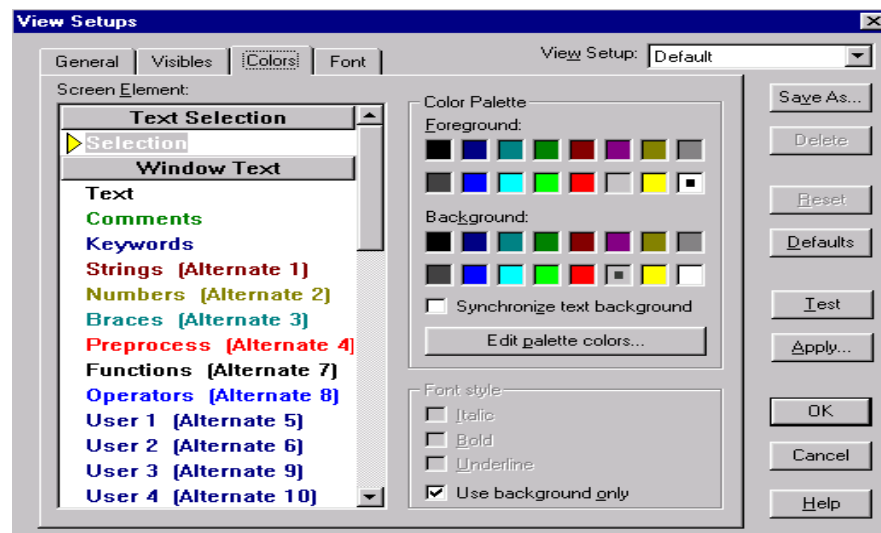 View Setups
General
Visibles
Colors
Font
View Setup:
Default
Screen Element:
Text Selection
Selection
Window Text
Text
Comments
Keywords
Strings (Alternate 1)
Numbers (Alternate 2)
Braces (Alternate 3)
Preprocess (Alternate 4)
Functions (Alternate 7)
Operators (Alternate 8)
User 1 (Alternate 5)
User 2 (Alternate 6)
User 3 (Alternate 9)
User 4 (Alternate 10)
Color Palette
Foreground:
Background:
Synchronize text background
Edit palette colors...
Font style
Italic
Bold
Underline
Use background only
Save As...
Delete
Reset
Defaults
Test
Apply...
OK
Cancel
Help